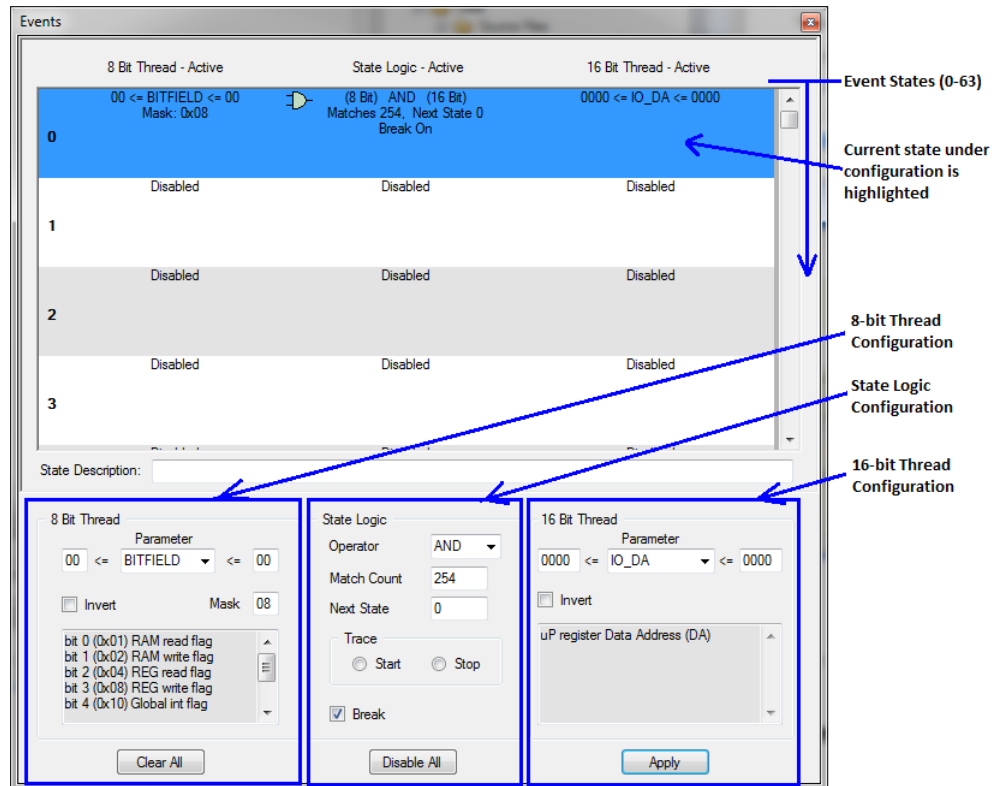 Events
8 Bit Thread - Active State Logic - Active 16 Bit Thread - Active
Event States (0-63)
0
00 <= BITFIELD <= 00
Mask: 0x08
(8 Bit) AND (16 Bit)
Matches 254, Next State 0
Break On
0000 <= IO_DA <= 0000
Current state under
configuration is
highlighted
Disabled Disabled Disabled
1
Disabled Disabled Disabled
2
Disabled Disabled Disabled
3
8-bit Thread
Configuration
State Logic
Configuration
16-bit Thread
Configuration
State Description:
8 Bit Thread
Parameter
00 <= BITFIELD <= 00
Invert Mask 08
bit 0 (0x01) RAM read flag
bit 1 (0x02) RAM write flag
bit 2 (0x04) REG read flag
bit 3 (0x08) REG write flag
bit 4 (0x10) Global int flag
Clear All
State Logic
Operator AND
Match Count 254
Next State 0
Trace
Start Stop
Break
Disable All
16 Bit Thread
Parameter
0000 <= IO_DA <= 0000
Invert
uP register Data Address (DA)
Apply